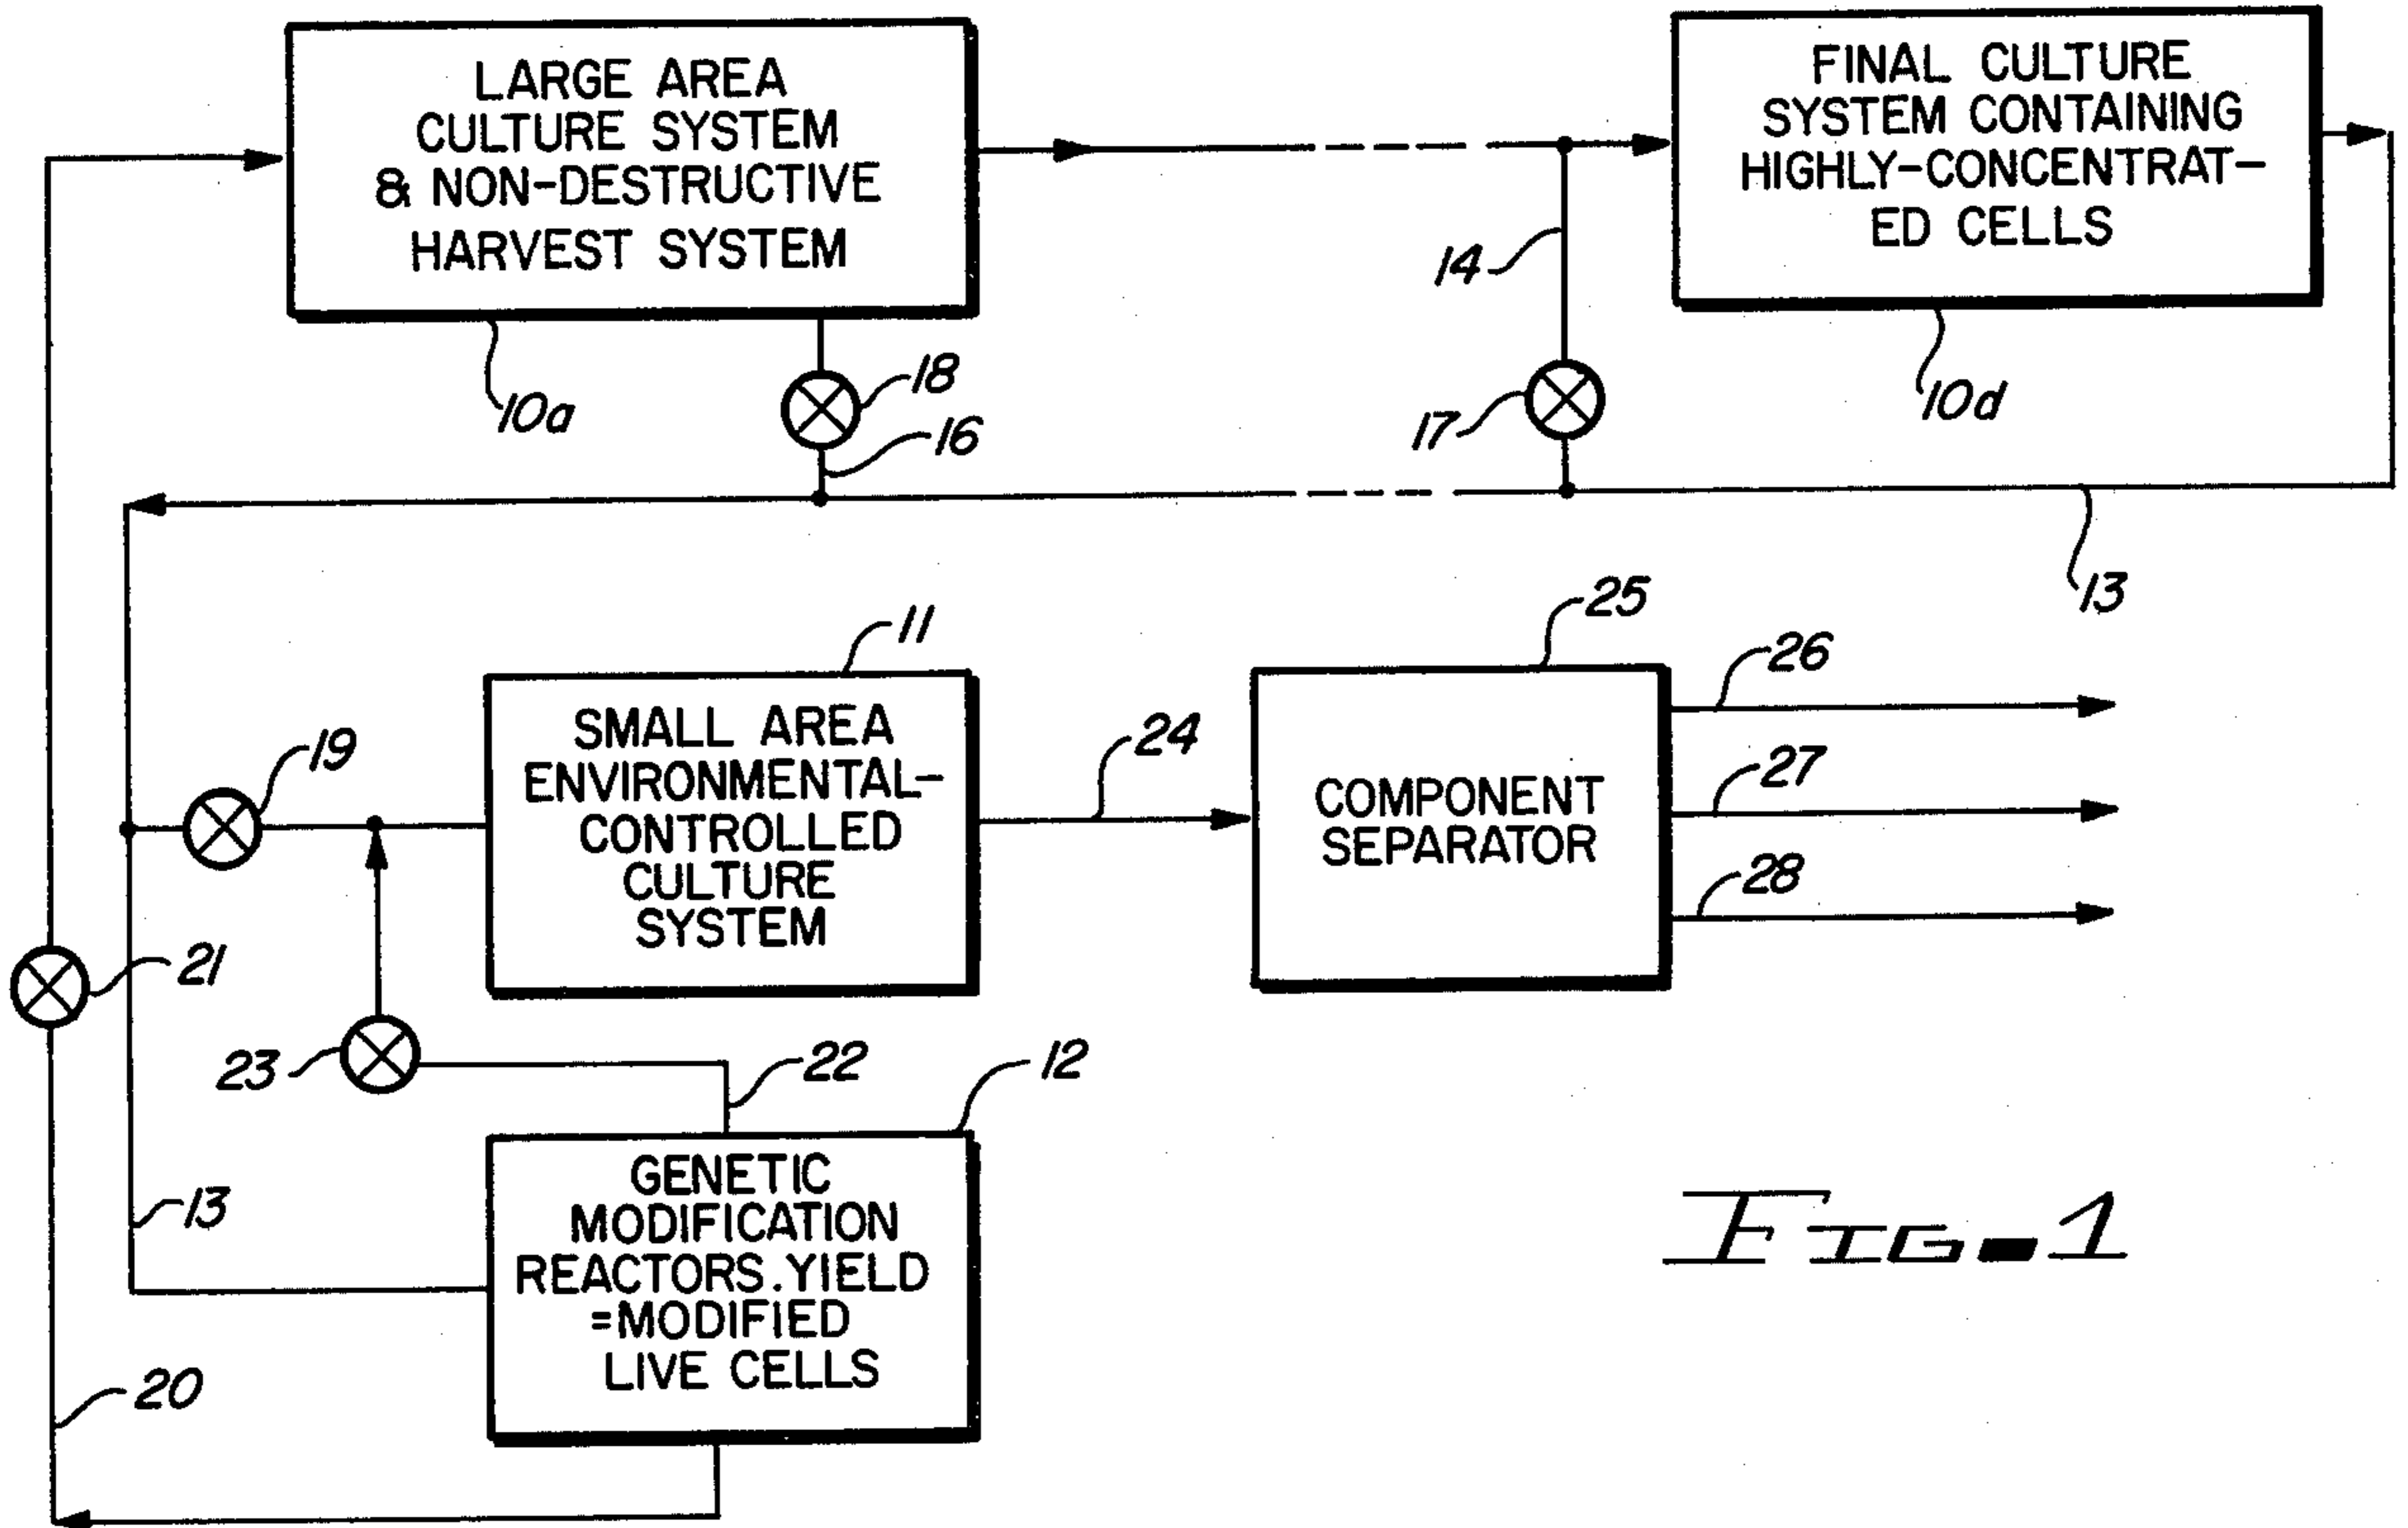 LARGE AREA
CULTURE SYSTEM
& NON-DESTRUCTIVE
HARVEST SYSTEM
FINAL CULTURE
SYSTEM CONTAINING
HIGHLY-CONCENTRAT-
ED CELLS
14
18
10a
17
10d
16
13
11
25
26
SMALL AREA
ENVIRONMENTAL-
CONTROLLED
CULTURE
SYSTEM
19
24
27
COMPONENT
SEPARATOR
28
21
23
22
12
GENETIC
MODIFICATION
REACTORS.YIELD
=MODIFIED
LIVE CELLS
13
20
FIG-1